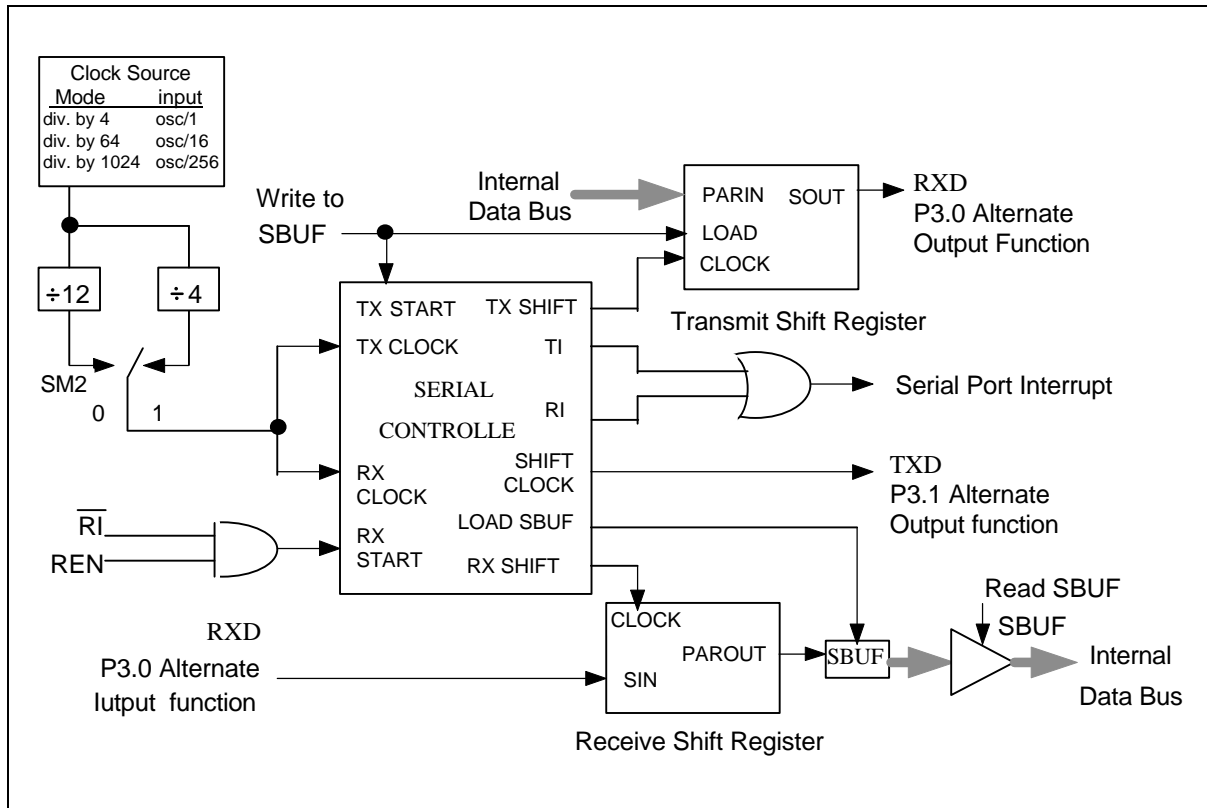 Clock Source
Mode input
div. by 4 osc/1
div. by 64 osc/16
div. by 1024 osc/256
÷12
÷4
SM2
0 1
Write to
SBUF
Internal
Data Bus
PARIN SOUT
LOAD
CLOCK
RXD
P3.0 Alternate
Output Function
Transmit Shift Register
TX START TX SHIFT
TX CLOCK TI
SERIAL
RI
CONTROLLE
SHIFT
CLOCK
RX
CLOCK
LOAD SBUF
RX
START
RX SHIFT
Serial Port Interrupt
TXD
P3.1 Alternate
Output function
RI
REN
RXD
P3.0 Alternate
Iutput function
CLOCK
PAROUT
SIN
Receive Shift Register
SBUF
Read SBUF
SBUF
Internal
Data Bus